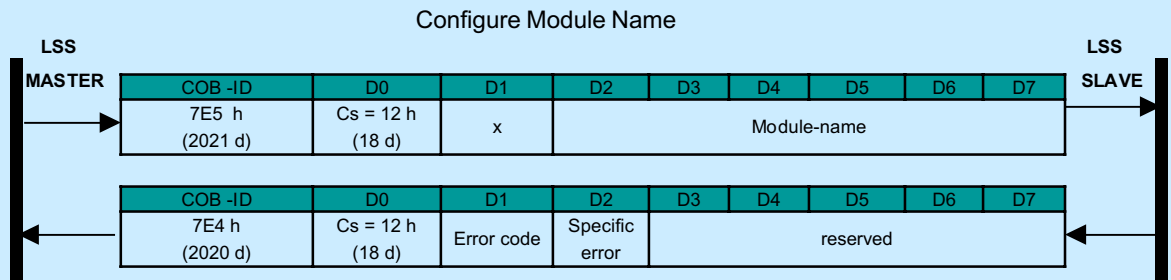 Configure Module Name
LSS MASTER
LSS SLAVE
COB -ID D0 D1 D2 D3 D4 D5 D6 D7
7E5 h (2021 d) Cs = 12 h (18 d) x Module-name
COB -ID D0 D1 D2 D3 D4 D5 D6 D7
7E4 h (2020 d) Cs = 12 h (18 d) Error code Specific error reserved